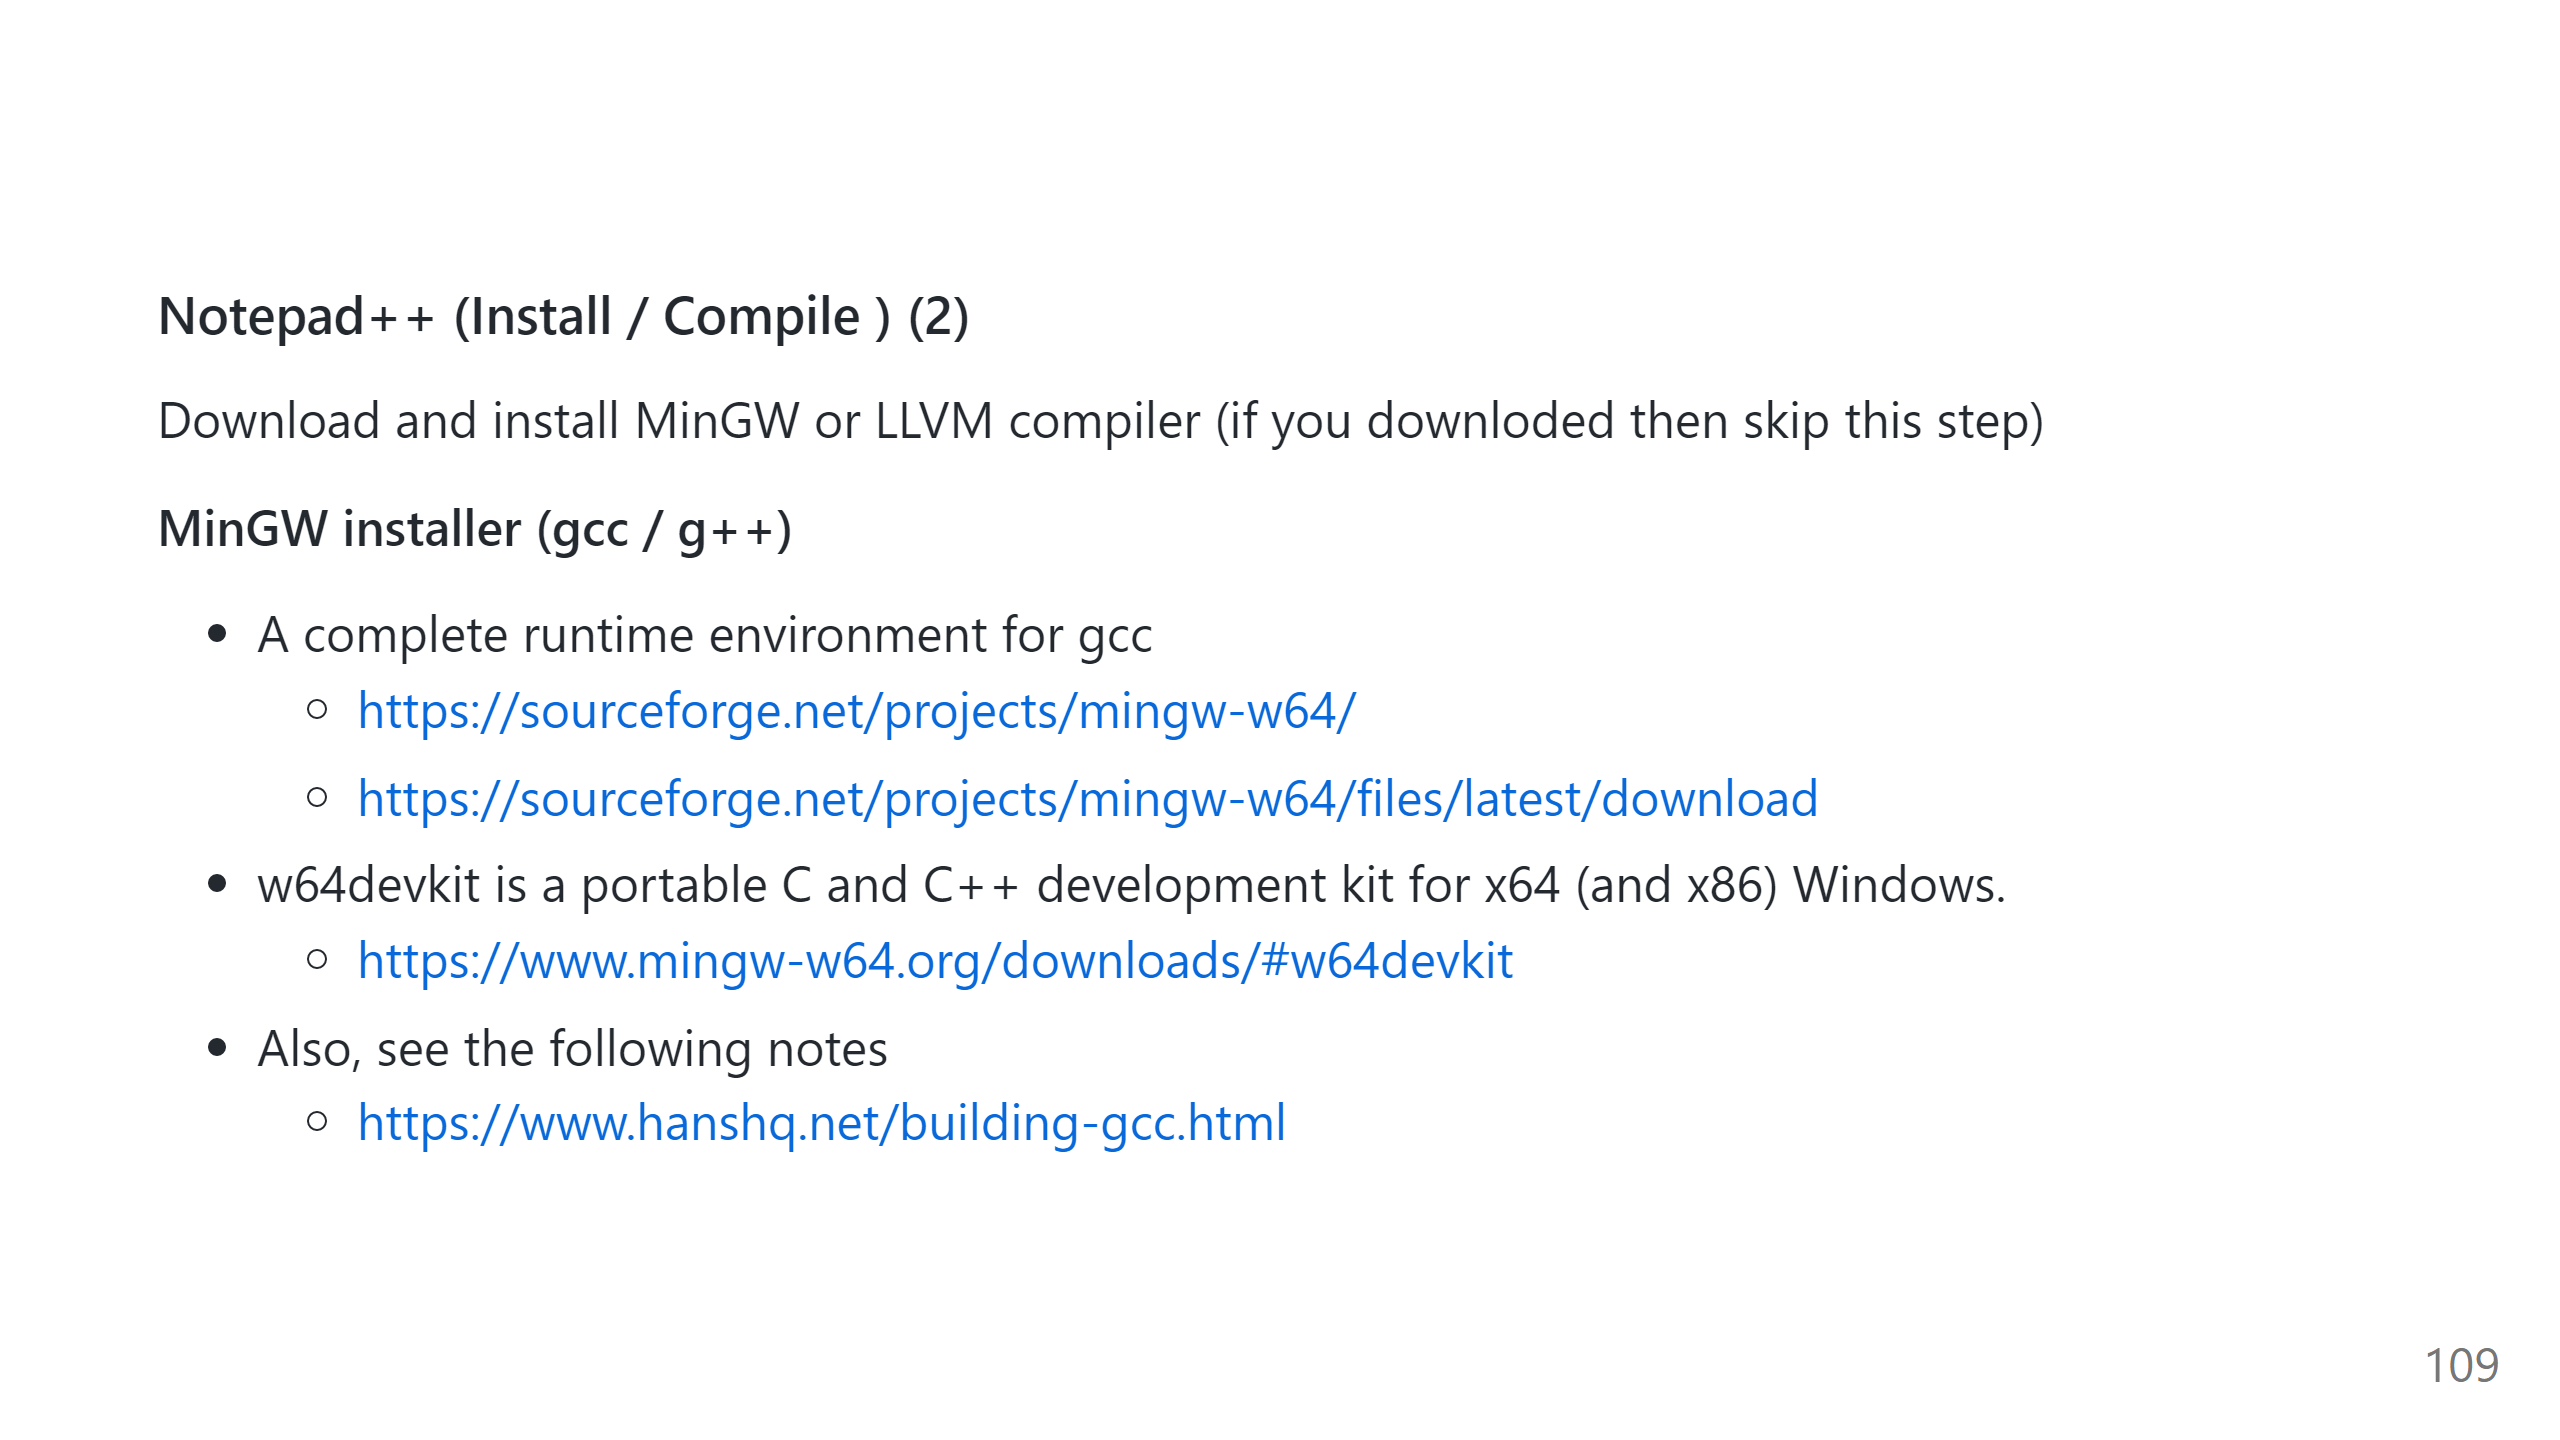 Notepad++ (Install / Compile ) (2)
Download and install MinGW or LLVM compiler (if you downloded then skip this step)
MinGW installer (gcc / g++)
A complete runtime environment for gcc
https://sourceforge.net/projects/mingw-w64/
https://sourceforge.net/projects/mingw-w64/files/latest/download
w64devkit is a portable C and C++ development kit for x64 (and x86) Windows.
https://www.mingw-w64.org/downloads/#w64devkit
Also, see the following notes
https://www.hanshq.net/building-gcc.html
109